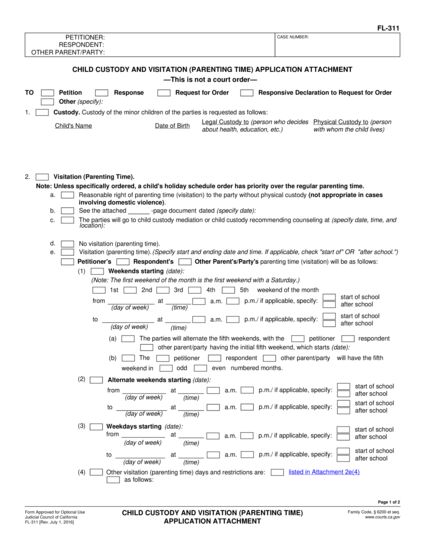 FL-311
PETITIONER:
CASE NUMBER:
RESPONDENT:
OTHER PARENT/PARTY:
CHILD CUSTODY AND VISITATION (PARENTING TIME) APPLICATION ATTACHMENT
—This is not a court order—
TO Petition Response Request for Order Responsive Declaration to Request for Order
Other (specify):
1. Custody. Custody of the minor children of the parties is requested as follows:
Child's Name Date of Birth Legal Custody to (person who decides about health, education, etc.) Physical Custody to (person with whom the child lives)
2. Visitation (Parenting Time).
Note: Unless specifically ordered, a child's holiday schedule order has priority over the regular parenting time.
a. Reasonable right of parenting time (visitation) to the party without physical custody (not appropriate in cases
involving domestic violence).
b. See the attached ______ -page document dated (specify date):
c. The parties will go to child custody mediation or child custody recommending counseling at (specify date, time, and
location):
d. No visitation (parenting time).
e. Visitation (parenting time). (Specify start and ending date and time. If applicable, check "start of" OR "after school.")
Petitioner's Respondent's Other Parent's/Party's parenting time (visitation) will be as follows:
(1) Weekends starting (date):
(Note: The first weekend of the month is the first weekend with a Saturday.)
1st 2nd 3rd 4th 5th weekend of the month
from ______ at ______ a.m. p.m./ if applicable, specify: start of school
(day of week) (time) after school
to ______ at ______ a.m. p.m./ if applicable, specify: start of school
(day of week) (time) after school
(a) The parties will alternate the fifth weekends, with the petitioner respondent
other parent/party having the initial fifth weekend, which starts (date):
(b) The petitioner respondent other parent/party will have the fifth
weekend in odd even numbered months.
(2) Alternate weekends starting (date):
from ______ at ______ a.m. p.m./ if applicable, specify: start of school
(day of week) (time) after school
to ______ at ______ a.m. p.m./ if applicable, specify: start of school
(day of week) (time) after school
(3) Weekdays starting (date):
from ______ at ______ a.m. p.m./ if applicable, specify: start of school
(day of week) (time) after school
to ______ at ______ a.m. p.m./ if applicable, specify: start of school
(day of week) (time) after school
(4) Other visitation (parenting time) days and restrictions are: listed in Attachment 2e(4)
as follows:
Page 1 of 2
Form Approved for Optional Use
Judicial Council of California
FL-311 [Rev. July 1, 2016]
CHILD CUSTODY AND VISITATION (PARENTING TIME)
APPLICATION ATTACHMENT
Family Code, § 6200 et seq.
www.courts.ca.gov